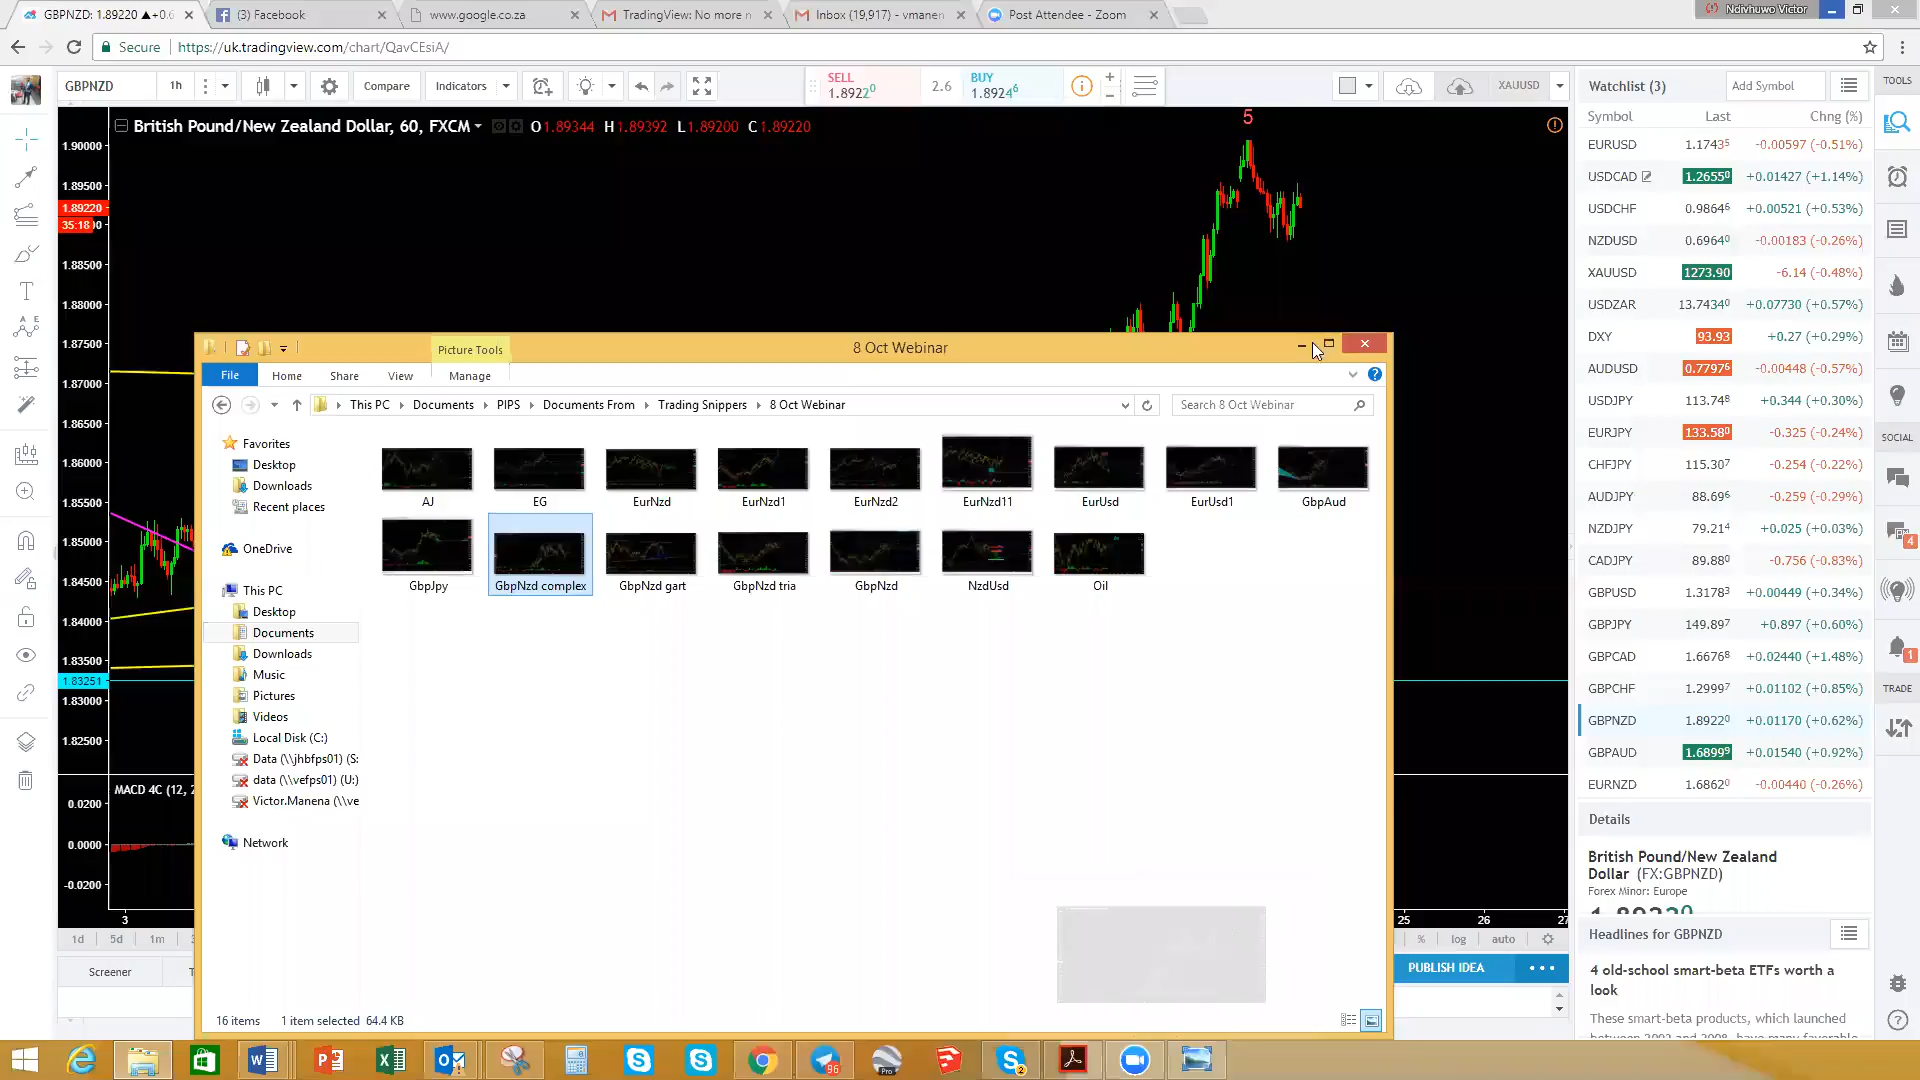 GBPNZD: 1.89220 ▲+0.6
(3) Facebook
www.google.co.za
TradingView: No more n
Inbox (19,917) - vmanen
Post Attendee - Zoom
Ndivhuwo Victor
Secure
https://uk.tradingview.com/chart/QavCEsiA/
GBPNZD
1h
Compare
Indicators
SELL
1.89220
2.6
BUY
1.89246
XAUUSD
Watchlist (3)
Add Symbol
TOOLS
British Pound/New Zealand Dollar, 60, FXCM
O1.89344 H1.89392 L1.89200 C1.89220
5
Symbol Last Chng (%)
EURUSD 1.17435 -0.00597 (-0.51%)
USDCAD 1.26550 +0.01427 (+1.14%)
USDCHF 0.98646 +0.00521 (+0.53%)
NZDUSD 0.69640 -0.00183 (-0.26%)
XAUUSD 1273.90 -6.14 (-0.48%)
USDZAR 13.74340 +0.07730 (+0.57%)
DXY 93.93 +0.27 (+0.29%)
AUDUSD 0.77976 -0.00448 (-0.57%)
USDJPY 113.748 +0.344 (+0.30%)
EURJPY 133.580 -0.325 (-0.24%)
CHFJPY 115.307 -0.254 (-0.22%)
AUDJPY 88.696 -0.259 (-0.29%)
NZDJPY 79.214 +0.025 (+0.03%)
CADJPY 89.880 -0.756 (-0.83%)
GBPUSD 1.31783 +0.00449 (+0.34%)
GBPJPY 149.897 +0.897 (+0.60%)
GBPCAD 1.66768 +0.02440 (+1.48%)
GBPCHF 1.29997 +0.01102 (+0.85%)
GBPNZD 1.89220 +0.01170 (+0.62%)
GBPAUD 1.68999 +0.01540 (+0.92%)
EURNZD 1.68620 -0.00440 (-0.26%)
SOCIAL
4
1
TRADE
Details
British Pound/New Zealand
Dollar (FX:GBPNZD)
Forex Minor: Europe
Headlines for GBPNZD
4 old-school smart-beta ETFs worth a
look
These smart-beta products, which launched
1.90000
1.89500
1.89220
35:18
1.88500
1.88000
1.87500
1.87000
1.86500
1.86000
1.85500
1.85000
1.84500
1.84000
1.83500
1.83251
1.83000
1.82500
MACD 4C (12, 2
0.0200
0.0000
-0.0200
3
25
26
27
1d 5d 1m
% log auto
Screener
PUBLISH IDEA
Picture Tools
8 Oct Webinar
File Home Share View Manage
This PC Documents PIPS Documents From Trading Snippers 8 Oct Webinar
Search 8 Oct Webinar
Favorites
Desktop
Downloads
Recent places
OneDrive
This PC
Desktop
Documents
Downloads
Music
Pictures
Videos
Local Disk (C:)
Data (\\jhbfps01) (S:
data (\\vefps01) (U:)
Victor.Manena (\\ve
Network
AJ EG EurNzd EurNzd1 EurNzd2 EurNzd11 EurUsd EurUsd1 GbpAud
GbpJpy GbpNzd complex GbpNzd gart GbpNzd tria GbpNzd NzdUsd Oil
16 items 1 item selected 64.4 KB
96
Pro
2